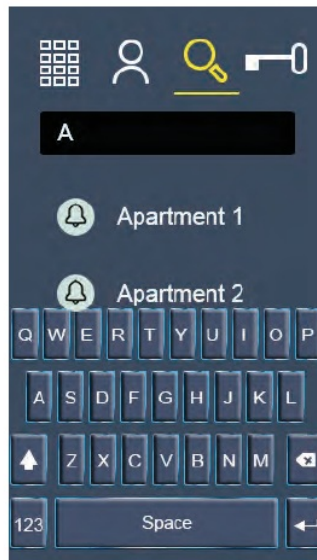 A
Apartment 1
Apartment 2
Q W E R T Y U I O P
A S D F G H J K L
Z X C V B N M
123 Space